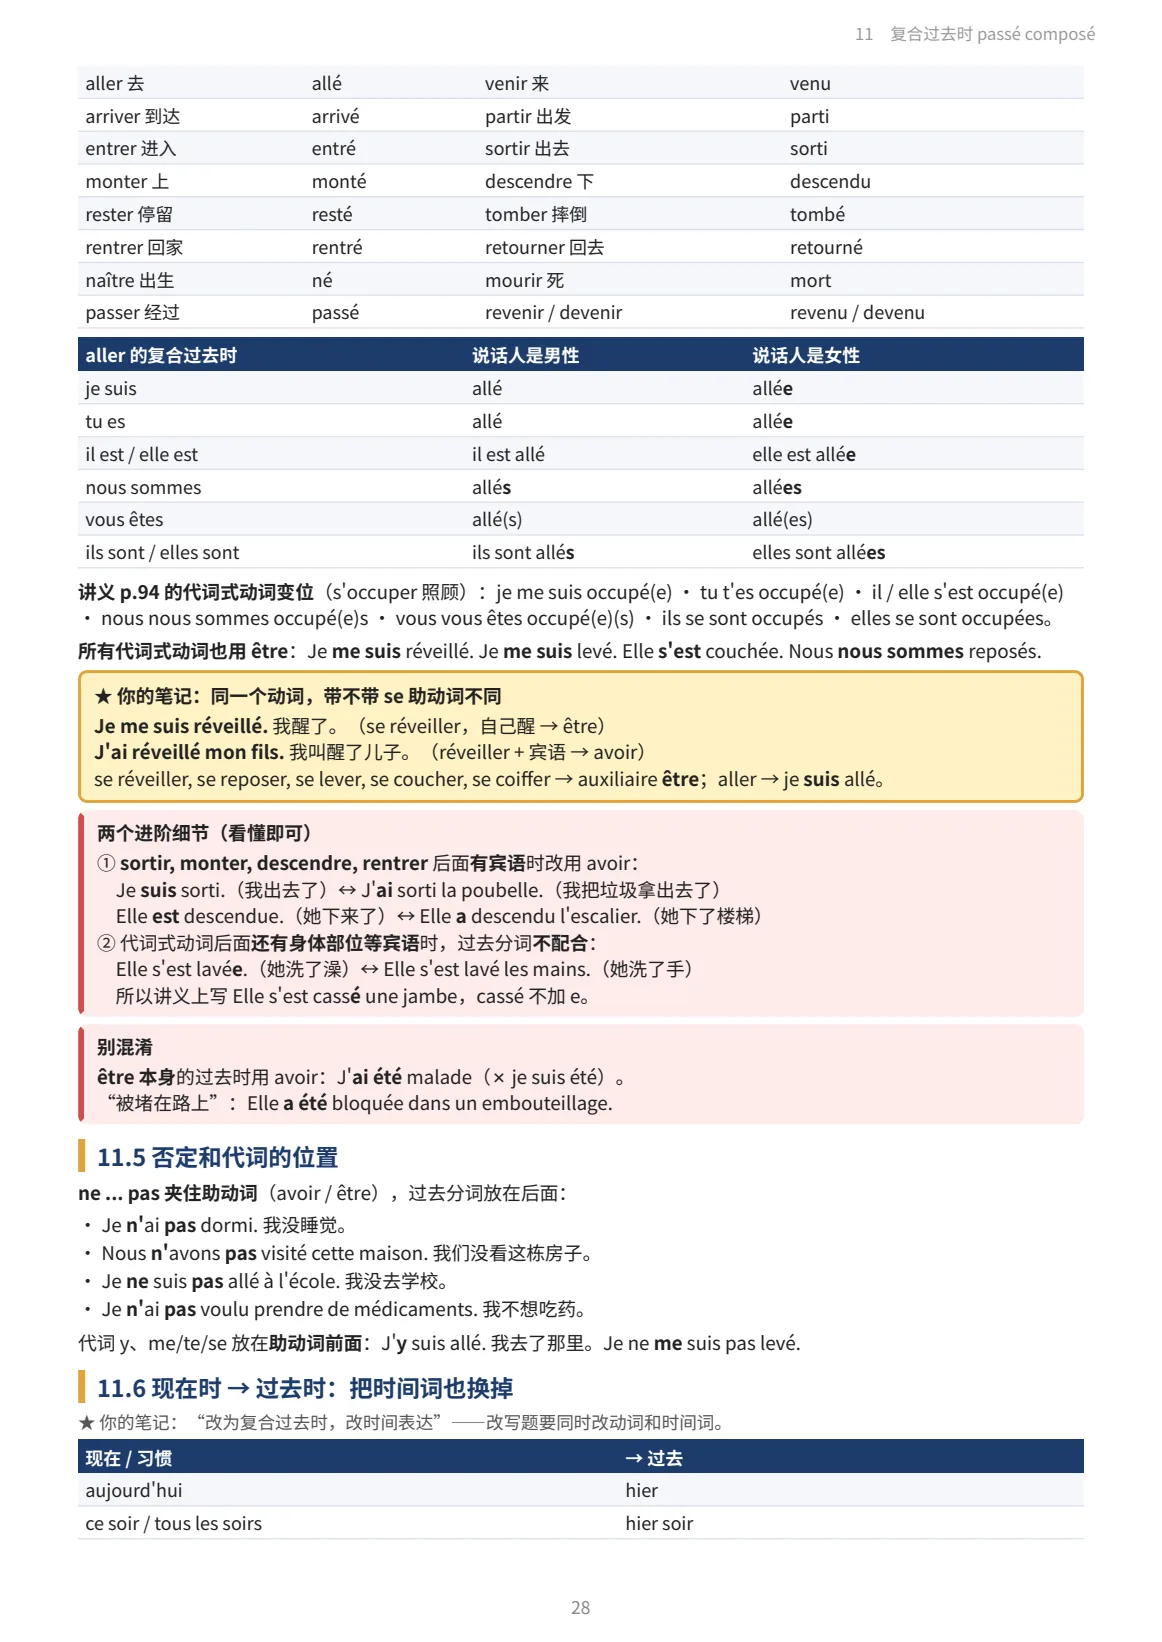 11 复合过去时 passé composé
aller 去 allé venir 来 venu
arriver 到达 arrivé partir 出发 parti
entrer 进入 entré sortir 出去 sorti
monter 上 monté descendre 下 descendu
rester 停留 resté tomber 摔倒 tombé
rentrer 回家 rentré retourner 回去 retourné
naître 出生 né mourir 死 mort
passer 经过 passé revenir / devenir revenu / devenu
aller 的复合过去时 说话人是男性 说话人是女性
je suis allé allée
tu es allé allée
il est / elle est il est allé elle est allée
nous sommes allés allées
vous êtes allé(s) allé(es)
ils sont / elles sont ils sont allés elles sont allées
讲义 p.94 的代词式动词变位（s'occuper 照顾）：je me suis occupé(e) · tu t'es occupé(e) · il / elle s'est occupé(e)
· nous nous sommes occupé(e)s · vous vous êtes occupé(e)(s) · ils se sont occupés · elles se sont occupées。
所有代词式动词也用 être：Je me suis réveillé. Je me suis levé. Elle s'est couchée. Nous nous sommes reposés.
★ 你的笔记：同一个动词，带不带 se 助动词不同
Je me suis réveillé. 我醒了。（se réveiller，自己醒 → être）
J'ai réveillé mon fils. 我叫醒了儿子。（réveiller + 宾语 → avoir）
se réveiller, se reposer, se lever, se coucher, se coiffer → auxiliaire être；aller → je suis allé。
两个进阶细节（看懂即可）
① sortir, monter, descendre, rentrer 后面有宾语时改用 avoir：
Je suis sorti.（我出去了）↔ J'ai sorti la poubelle.（我把垃圾拿出去了）
Elle est descendue.（她下来了）↔ Elle a descendu l'escalier.（她下了楼梯）
② 代词式动词后面还有身体部位等宾语时，过去分词不配合：
Elle s'est lavée.（她洗了澡）↔ Elle s'est lavé les mains.（她洗了手）
所以讲义上写 Elle s'est cassé une jambe，cassé 不加 e。
别混淆
être 本身的过去时用 avoir：J'ai été malade（× je suis été）。
“被堵在路上”：Elle a été bloquée dans un embouteillage.
11.5 否定和代词的位置
ne ... pas 夹住助动词（avoir / être），过去分词放在后面：
· Je n'ai pas dormi. 我没睡觉。
· Nous n'avons pas visité cette maison. 我们没看这栋房子。
· Je ne suis pas allé à l'école. 我没去学校。
· Je n'ai pas voulu prendre de médicaments. 我不想吃药。
代词 y、me/te/se 放在助动词前面：J'y suis allé. 我去了那里。Je ne me suis pas levé.
11.6 现在时 → 过去时：把时间词也换掉
★ 你的笔记：“改为复合过去时，改时间表达”——改写题要同时改动词和时间词。
现在 / 习惯 → 过去
aujourd'hui hier
ce soir / tous les soirs hier soir
28